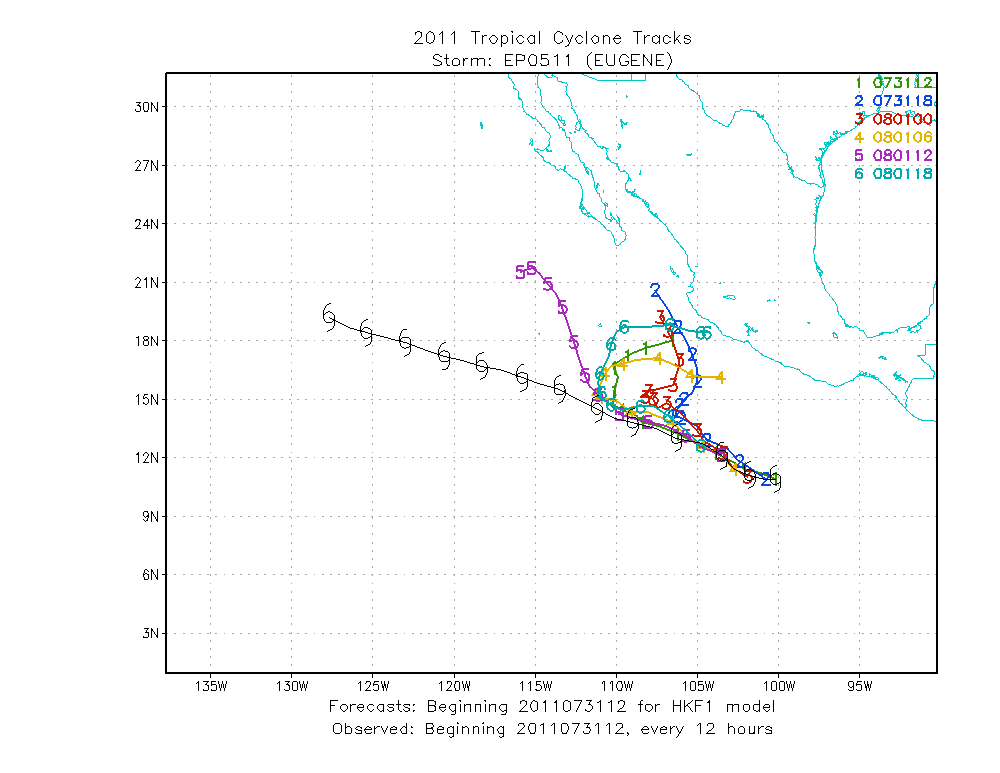 2011 Tropical Cyclone Tracks
Storm: EP0511 (EUGENE)
1 073112
2 073118
3 080100
4 080106
5 080112
6 080118
30N
27N
24N
21N
18N
15N
12N
9N
6N
3N
135W 130W 125W 120W 115W 110W 105W 100W 95W
Forecasts: Beginning 2011073112 for HKF1 model
Observed: Beginning 2011073112, every 12 hours